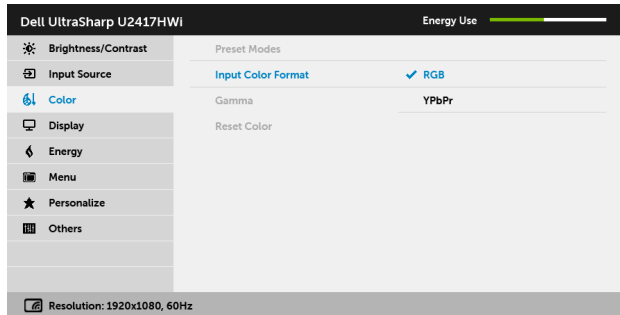 Dell UltraSharp U2417HWi
Energy Use
Brightness/Contrast
Preset Modes
Input Source
Input Color Format
RGB
Color
Gamma
YPbPr
Display
Reset Color
Energy
Menu
Personalize
Others
Resolution: 1920x1080, 60Hz